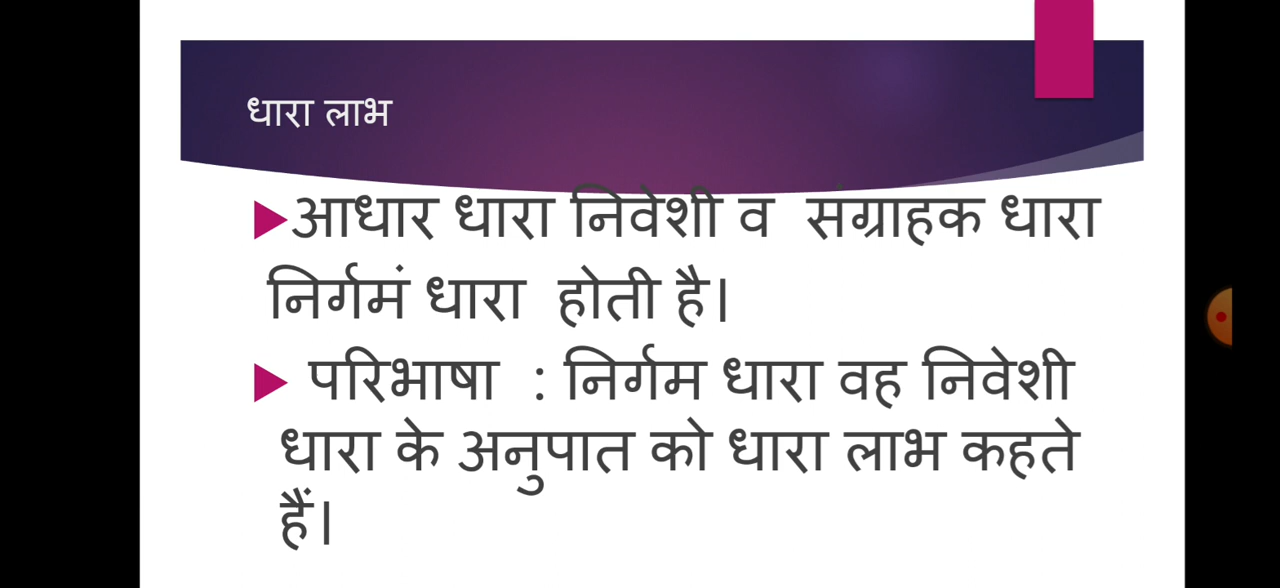 धारा लाभ
आधार धारा निवेशी व संग्राहक धारा
निर्गमं धारा होती है।
परिभाषा : निर्गम धारा वह निवेशी
धारा के अनुपात को धारा लाभ कहते
हैं।